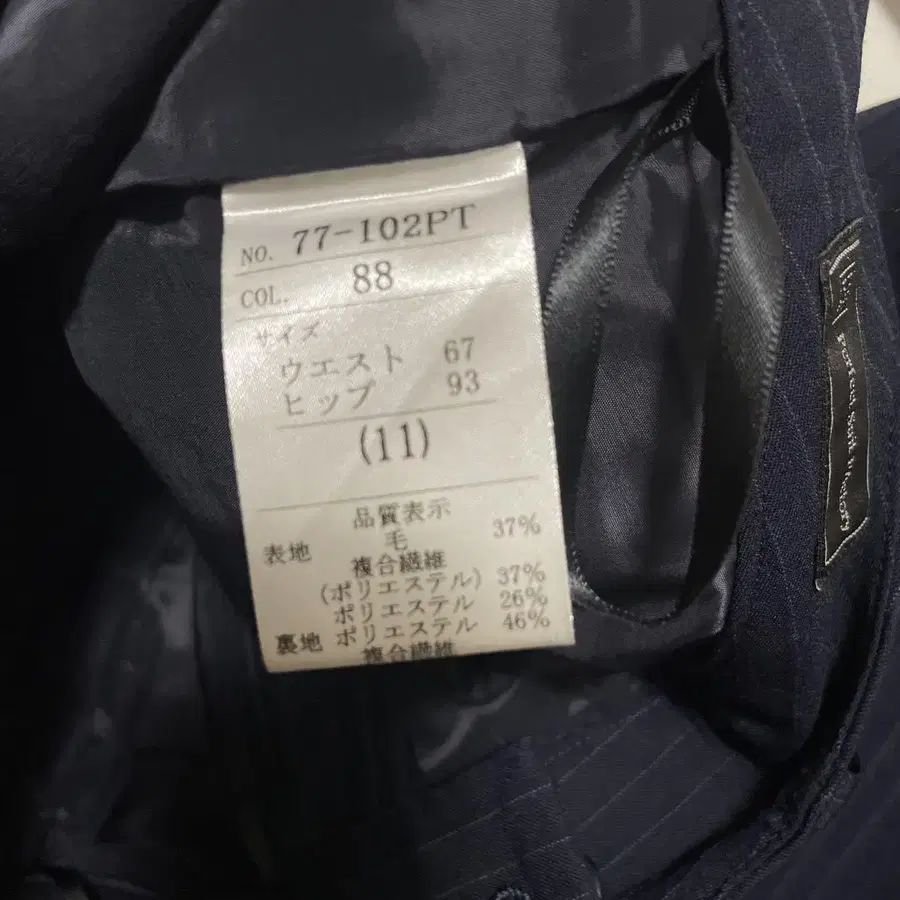 NO. 77-102PT
COL. 88
サイズ
ウエスト 67
ヒップ 93
(11)
品質表示
表地 毛 37%
複合繊維
(ポリエステル) 37%
ポリエステル 26%
裏地 ポリエステル 46%
複合繊維
Perfect Suit Factory